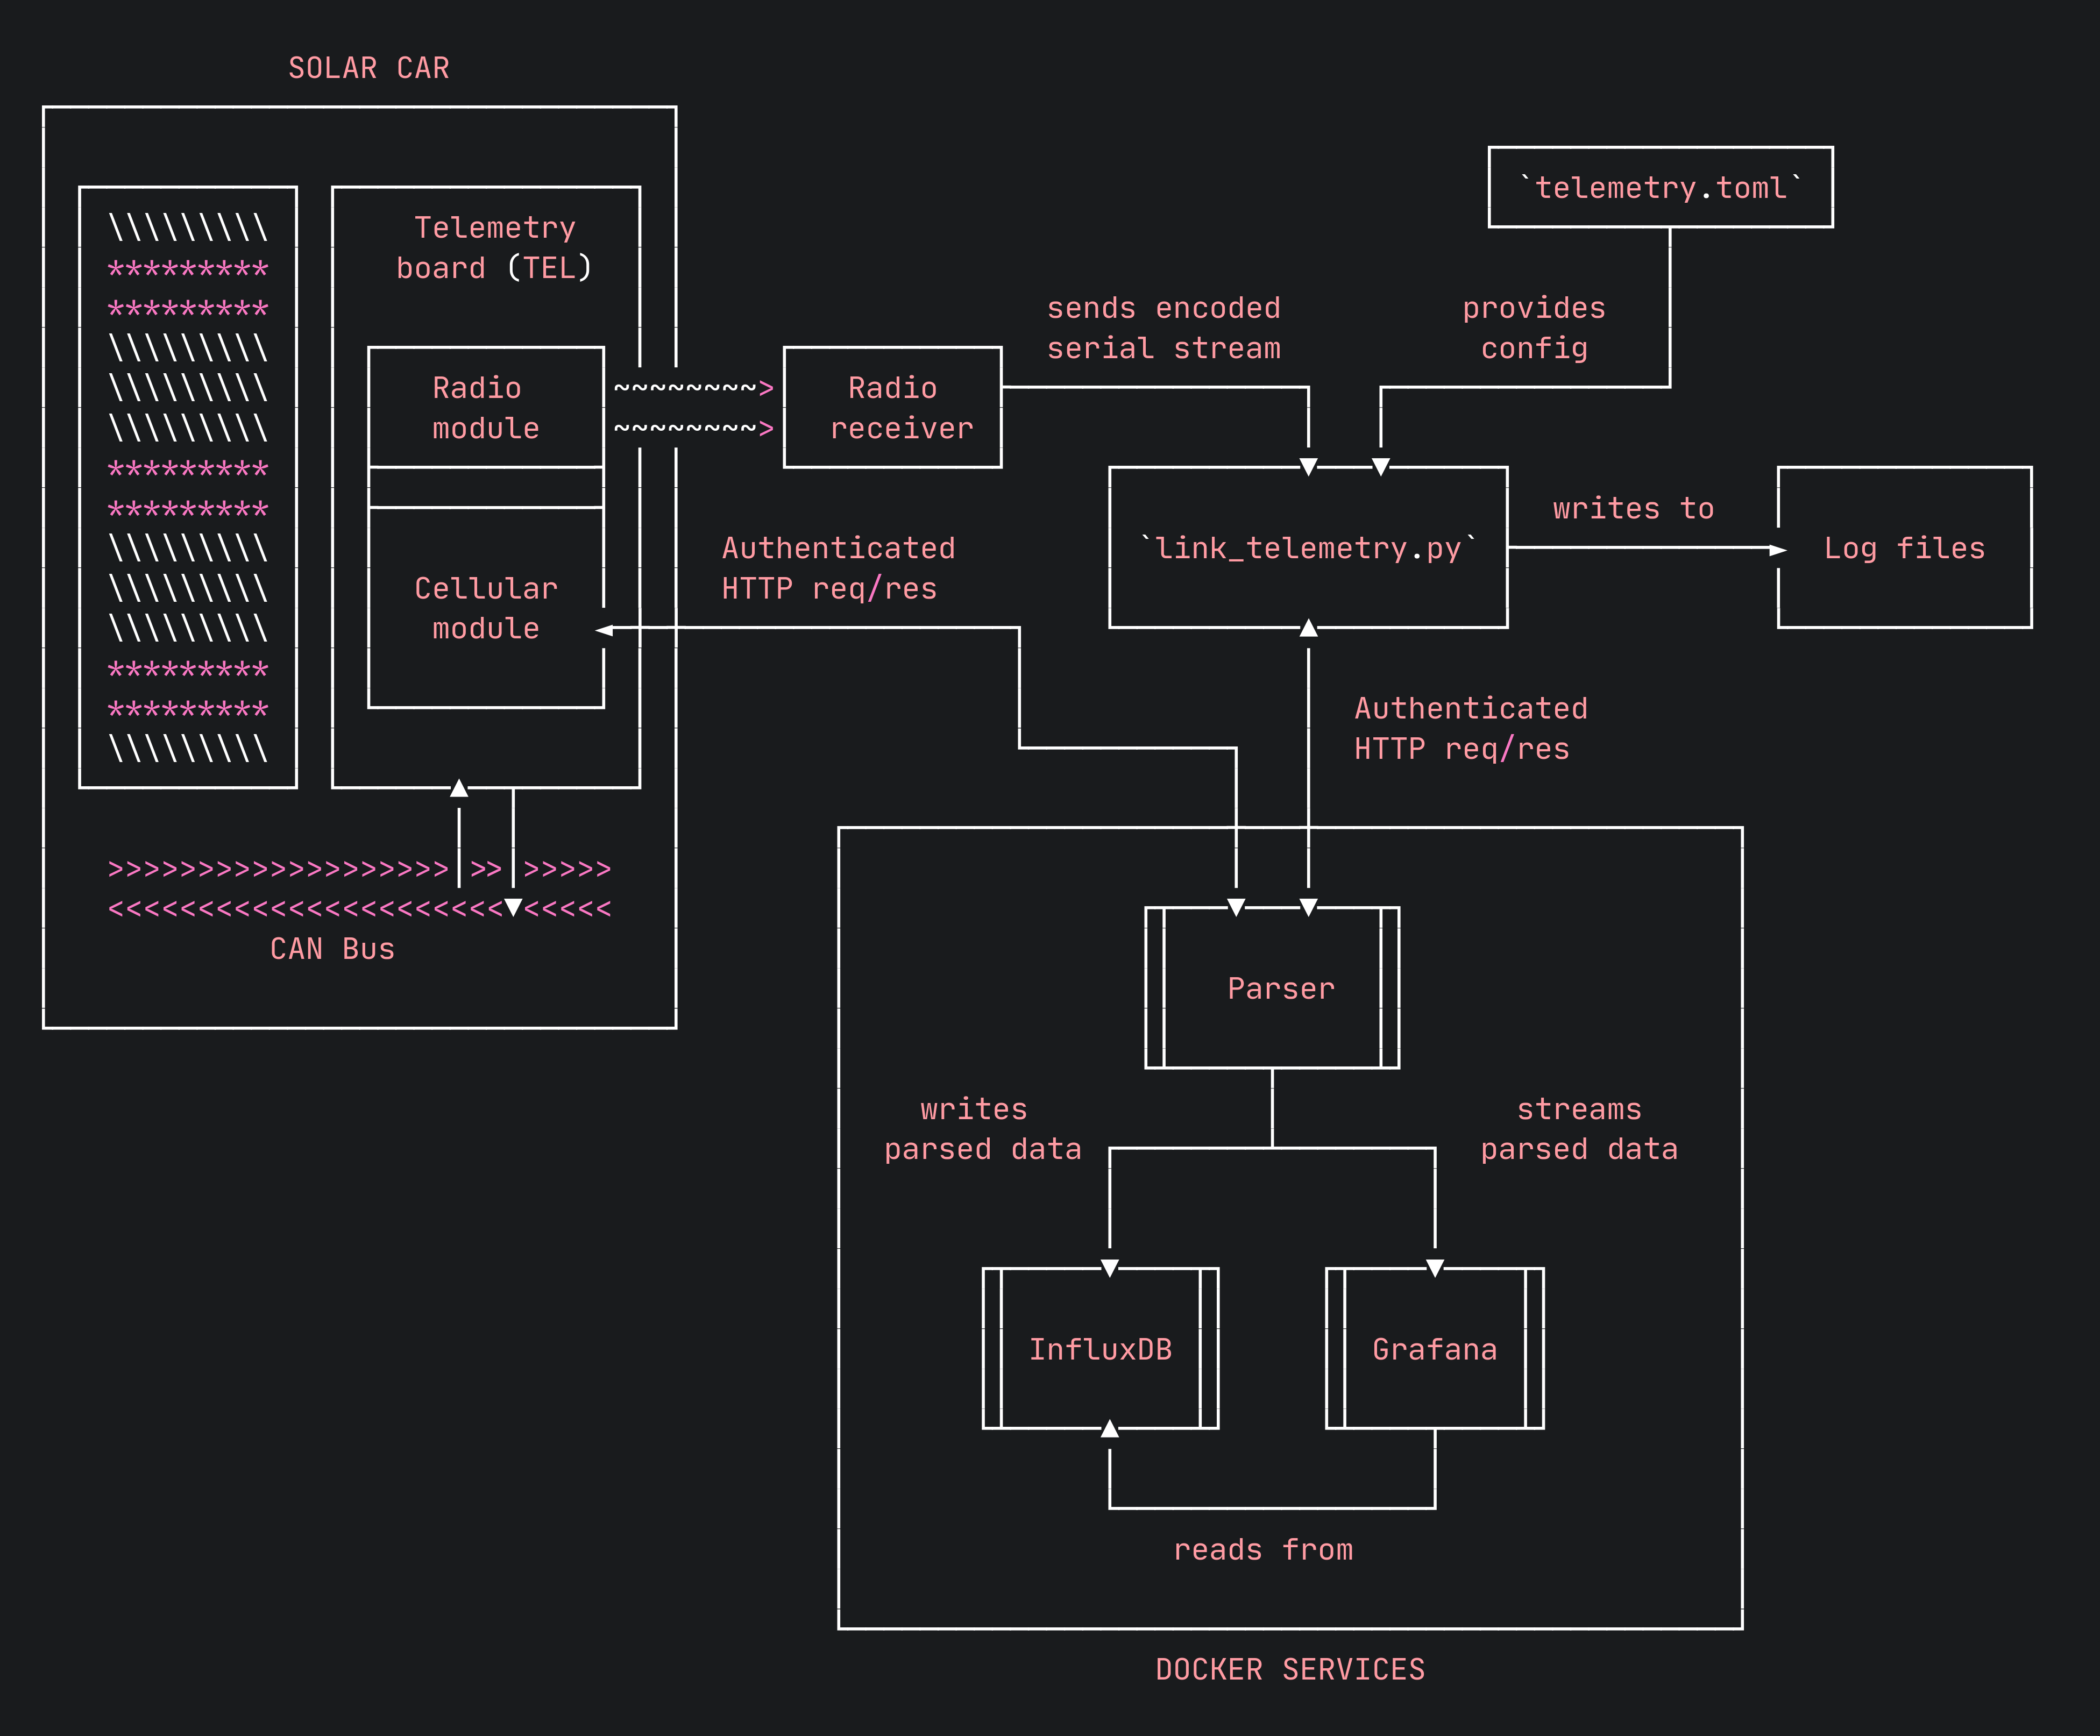 SOLAR CAR
\\\\\\\\\
*********
*********
\\\\\\\\\
\\\\\\\\\
\\\\\\\\\
*********
*********
\\\\\\\\\
\\\\\\\\\
\\\\\\\\\
*********
*********
\\\\\\\\\
Telemetry
board (TEL)
Radio
module
~~~~~~~~>
~~~~~~~~>
Cellular
module
>>>>>>>>>>>>>>>>>>> >> >>>>>
<<<<<<<<<<<<<<<<<<<<<< <<<<<
CAN Bus
Radio
receiver
sends encoded
serial stream
`telemetry.toml`
provides
config
`link_telemetry.py`
writes to
Log files
Authenticated
HTTP req/res
Authenticated
HTTP req/res
Parser
writes
parsed data
streams
parsed data
InfluxDB
Grafana
reads from
DOCKER SERVICES